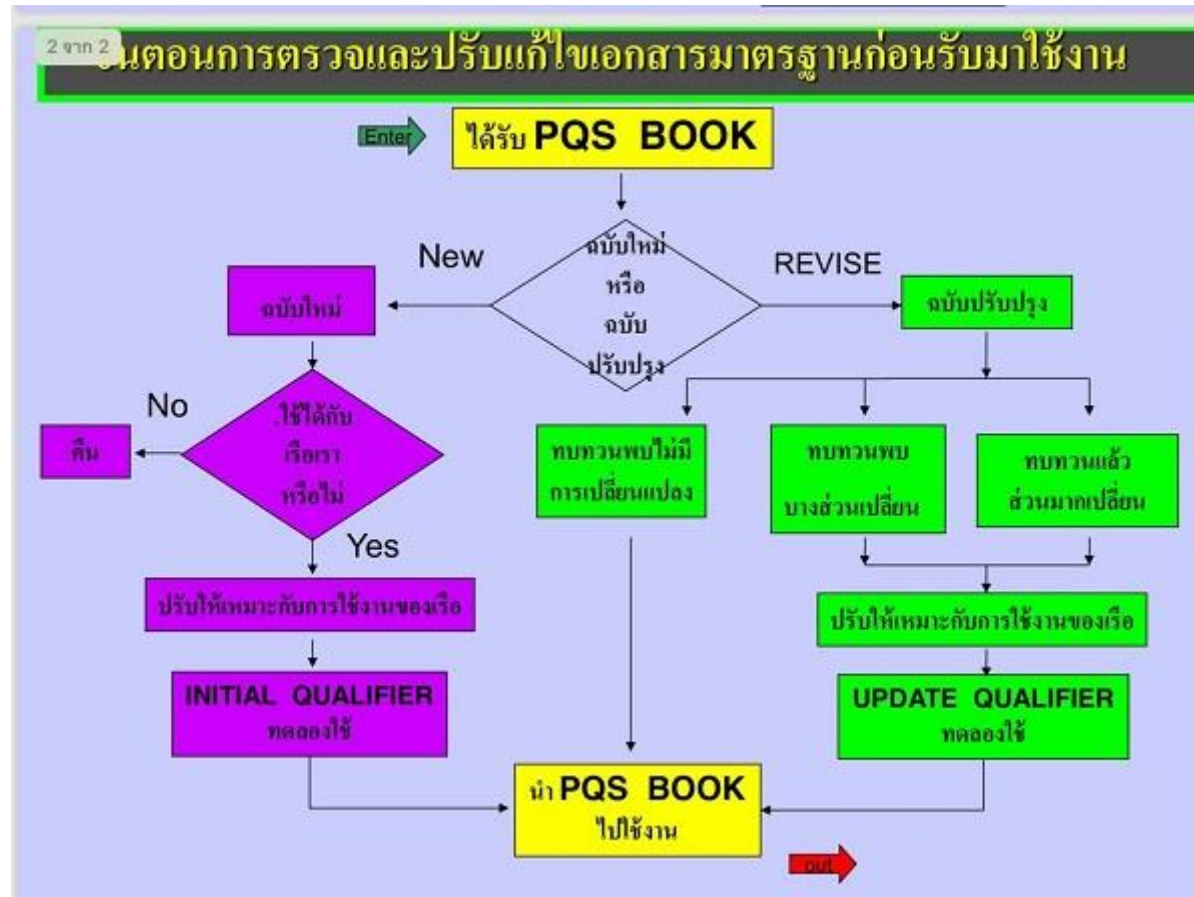 2 จาก 2
ขั้นตอนการตรวจและปรับแก้ไขเอกสารมาตรฐานก่อนรับมาใช้งาน
Enter
ได้รับ PQS BOOK
New
ฉบับใหม่
หรือ
ฉบับ
ปรับปรุง
REVISE
ฉบับใหม่
ฉบับปรับปรุง
No
.ใช้ได้กับ
เรือเรา
หรือไม่
คืน
Yes
ทบทวนพบไม่มี
การเปลี่ยนแปลง
ทบทวนพบ
บางส่วนเปลี่ยน
ทบทวนแล้ว
ส่วนมากเปลี่ยน
ปรับให้เหมาะกับการใช้งานของเรือ
ปรับให้เหมาะกับการใช้งานของเรือ
INITIAL QUALIFIER
ทดลองใช้
UPDATE QUALIFIER
ทดลองใช้
นำ PQS BOOK
ไปใช้งาน
out